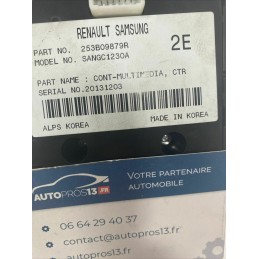 RENAULT SAMSUNG
PART NO. 253B09879R
MODEL NO. SANGC1230A
2E
PART NAME : CONT-MULTIMEDIA, CTR
SERIAL NO.20131203
ALPS KOREA
MADE IN KOREA
AUTOPROS13.FR
VOTRE PARTENAIRE
AUTOMOBILE
06 64 29 40 37
contact@autopros13.fr
autopros13.fr